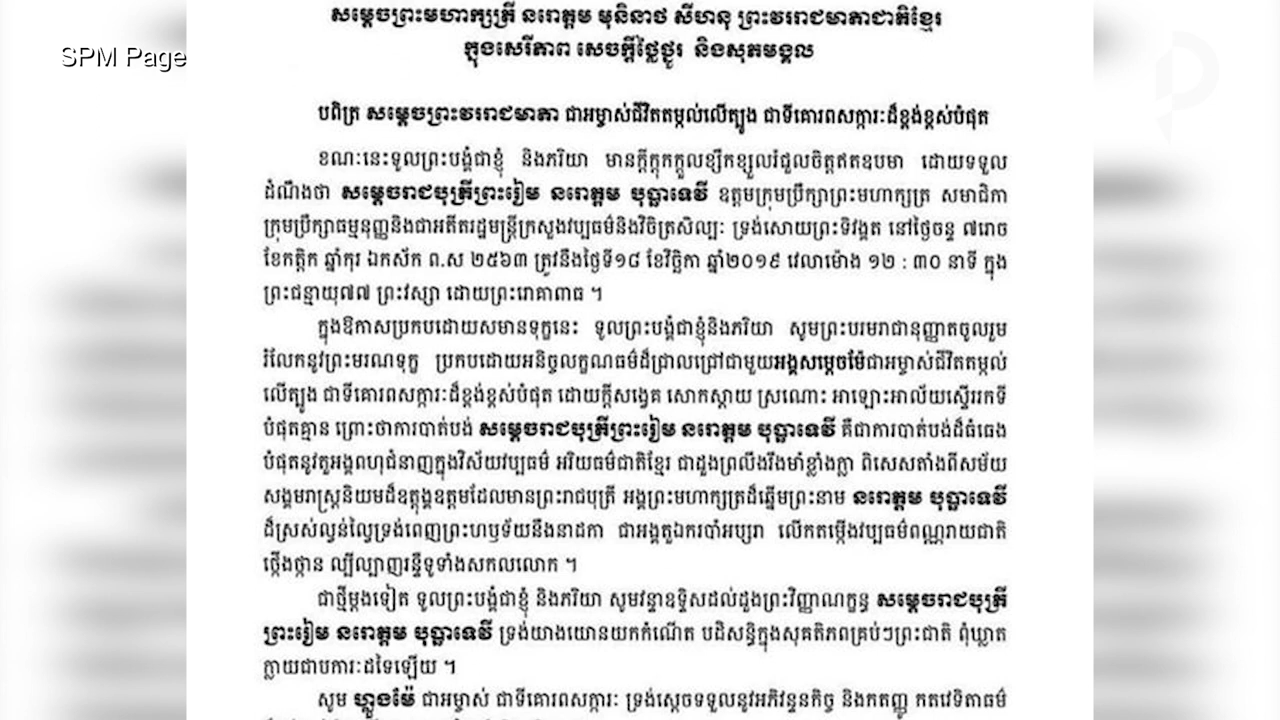 សម្តេចព្រះមហាក្សត្រី នរោត្តម មុនិនាថ សីហនុ ព្រះវររាជមាតាជាតិខ្មែរ
SPM Page
ក្នុងសេរីភាព សេចក្តីថ្លៃថ្នូរ និងសុភមង្គល
បពិត្រ សម្តេចព្រះវររាជមាតា ជាអម្ចាស់ជីវិតតម្កល់លើត្បូង ជាទីគោរពសក្ការៈដ៏ខ្ពង់ខ្ពស់បំផុត
ខណៈនេះទូលព្រះបង្គំជាខ្ញុំ និងភរិយា មានក្តីក្តុកក្តួលខ្សឹកខ្សួលរំជួលចិត្តឥតឧបមា ដោយទទួល
ដំណឹងថា សម្តេចរាជបុត្រីព្រះរៀម នរោត្តម បុប្ផាទេវី ឧត្តមក្រុមប្រឹក្សាព្រះមហាក្សត្រ សមាជិកា
ក្រុមប្រឹក្សាធម្មនុញ្ញនិងជាអតីតរដ្ឋមន្ត្រីក្រសួងវប្បធម៌និងវិចិត្រសិល្បៈ ទ្រង់សោយព្រះទិវង្គត នៅថ្ងៃចន្ទ ៧រោច
ខែកត្តិក ឆ្នាំកុរ ឯកស័ក ព.ស ២៥៦៣ ត្រូវនឹងថ្ងៃទី១៨ ខែវិច្ឆិកា ឆ្នាំ២០១៩ វេលាម៉ោង ១២ : ៣០ នាទី ក្នុង
ព្រះជន្មាយុ៧៧ ព្រះវស្សា ដោយព្រះរោគាពាធ ។
ក្នុងឱកាសប្រកបដោយសមានទុក្ខនេះ ទូលព្រះបង្គំជាខ្ញុំនិងភរិយា សូមព្រះបរមរាជានុញ្ញាតចូលរួម
រំលែកនូវព្រះមរណទុក្ខ ប្រកបដោយអនិច្ចលក្ខណធម៌ដ៏ជ្រាលជ្រៅជាមួយអង្គសម្តេចម៉ែជាអម្ចាស់ជីវិតតម្កល់
លើត្បូង ជាទីគោរពសក្ការៈដ៏ខ្ពង់ខ្ពស់បំផុត ដោយក្តីសង្វេគ សោកស្តាយ ស្រណោះ អាឡោះអាល័យស្ទើររកទី
បំផុតគ្មាន ព្រោះថាការបាត់បង់ សម្តេចរាជបុត្រីព្រះរៀម នរោត្តម បុប្ផាទេវី គឺជាការបាត់បង់ដ៏ធំធេង
បំផុតនូវតួអង្គពហុជំនាញក្នុងវិស័យវប្បធម៌ អរិយធម៌ជាតិខ្មែរ ជាដួងព្រលឹងរឹងមាំខ្លាំងក្លា ពិសេសតាំងពីសម័យ
សង្គមរាស្ត្រនិយមដ៏ឧត្តុង្គឧត្តមដែលមានព្រះរាជបុត្រី អង្គព្រះមហាក្សត្រដ៏ឆ្នើមព្រះនាម នរោត្តម បុប្ផាទេវី
ដ៏ស្រស់ល្វន់ល្វៃទ្រង់ពេញព្រះហឫទ័យនឹងនាដកា ជាអង្គតួឯករបាំអប្សរា លើកតម្កើងវប្បធម៌ពណ្ណរាយជាតិ
ថ្កើងថ្កាន ល្បីល្បាញរន្ទឺទូទាំងសកលលោក ។
ជាថ្មីម្តងទៀត ទូលព្រះបង្គំជាខ្ញុំ និងភរិយា សូមវន្ទាឧទ្ទិសដល់ដួងព្រះវិញ្ញាណក្ខន្ធ សម្តេចរាជបុត្រី
ព្រះរៀម នរោត្តម បុប្ផាទេវី ទ្រង់យាងយោនយកកំណើត បដិសន្ធិក្នុងសុគតិភពគ្រប់ៗព្រះជាតិ ពុំឃ្លាត
ក្លាយជាបការៈដទៃឡើយ ។
សូម ហ្លួងម៉ែ ជាអម្ចាស់ ជាទីគោរពសក្ការៈ ទ្រង់ស្តេចទទួលនូវអភិវន្ទនកិច្ច និងកតញ្ញូ កតវេទិតាធម៌